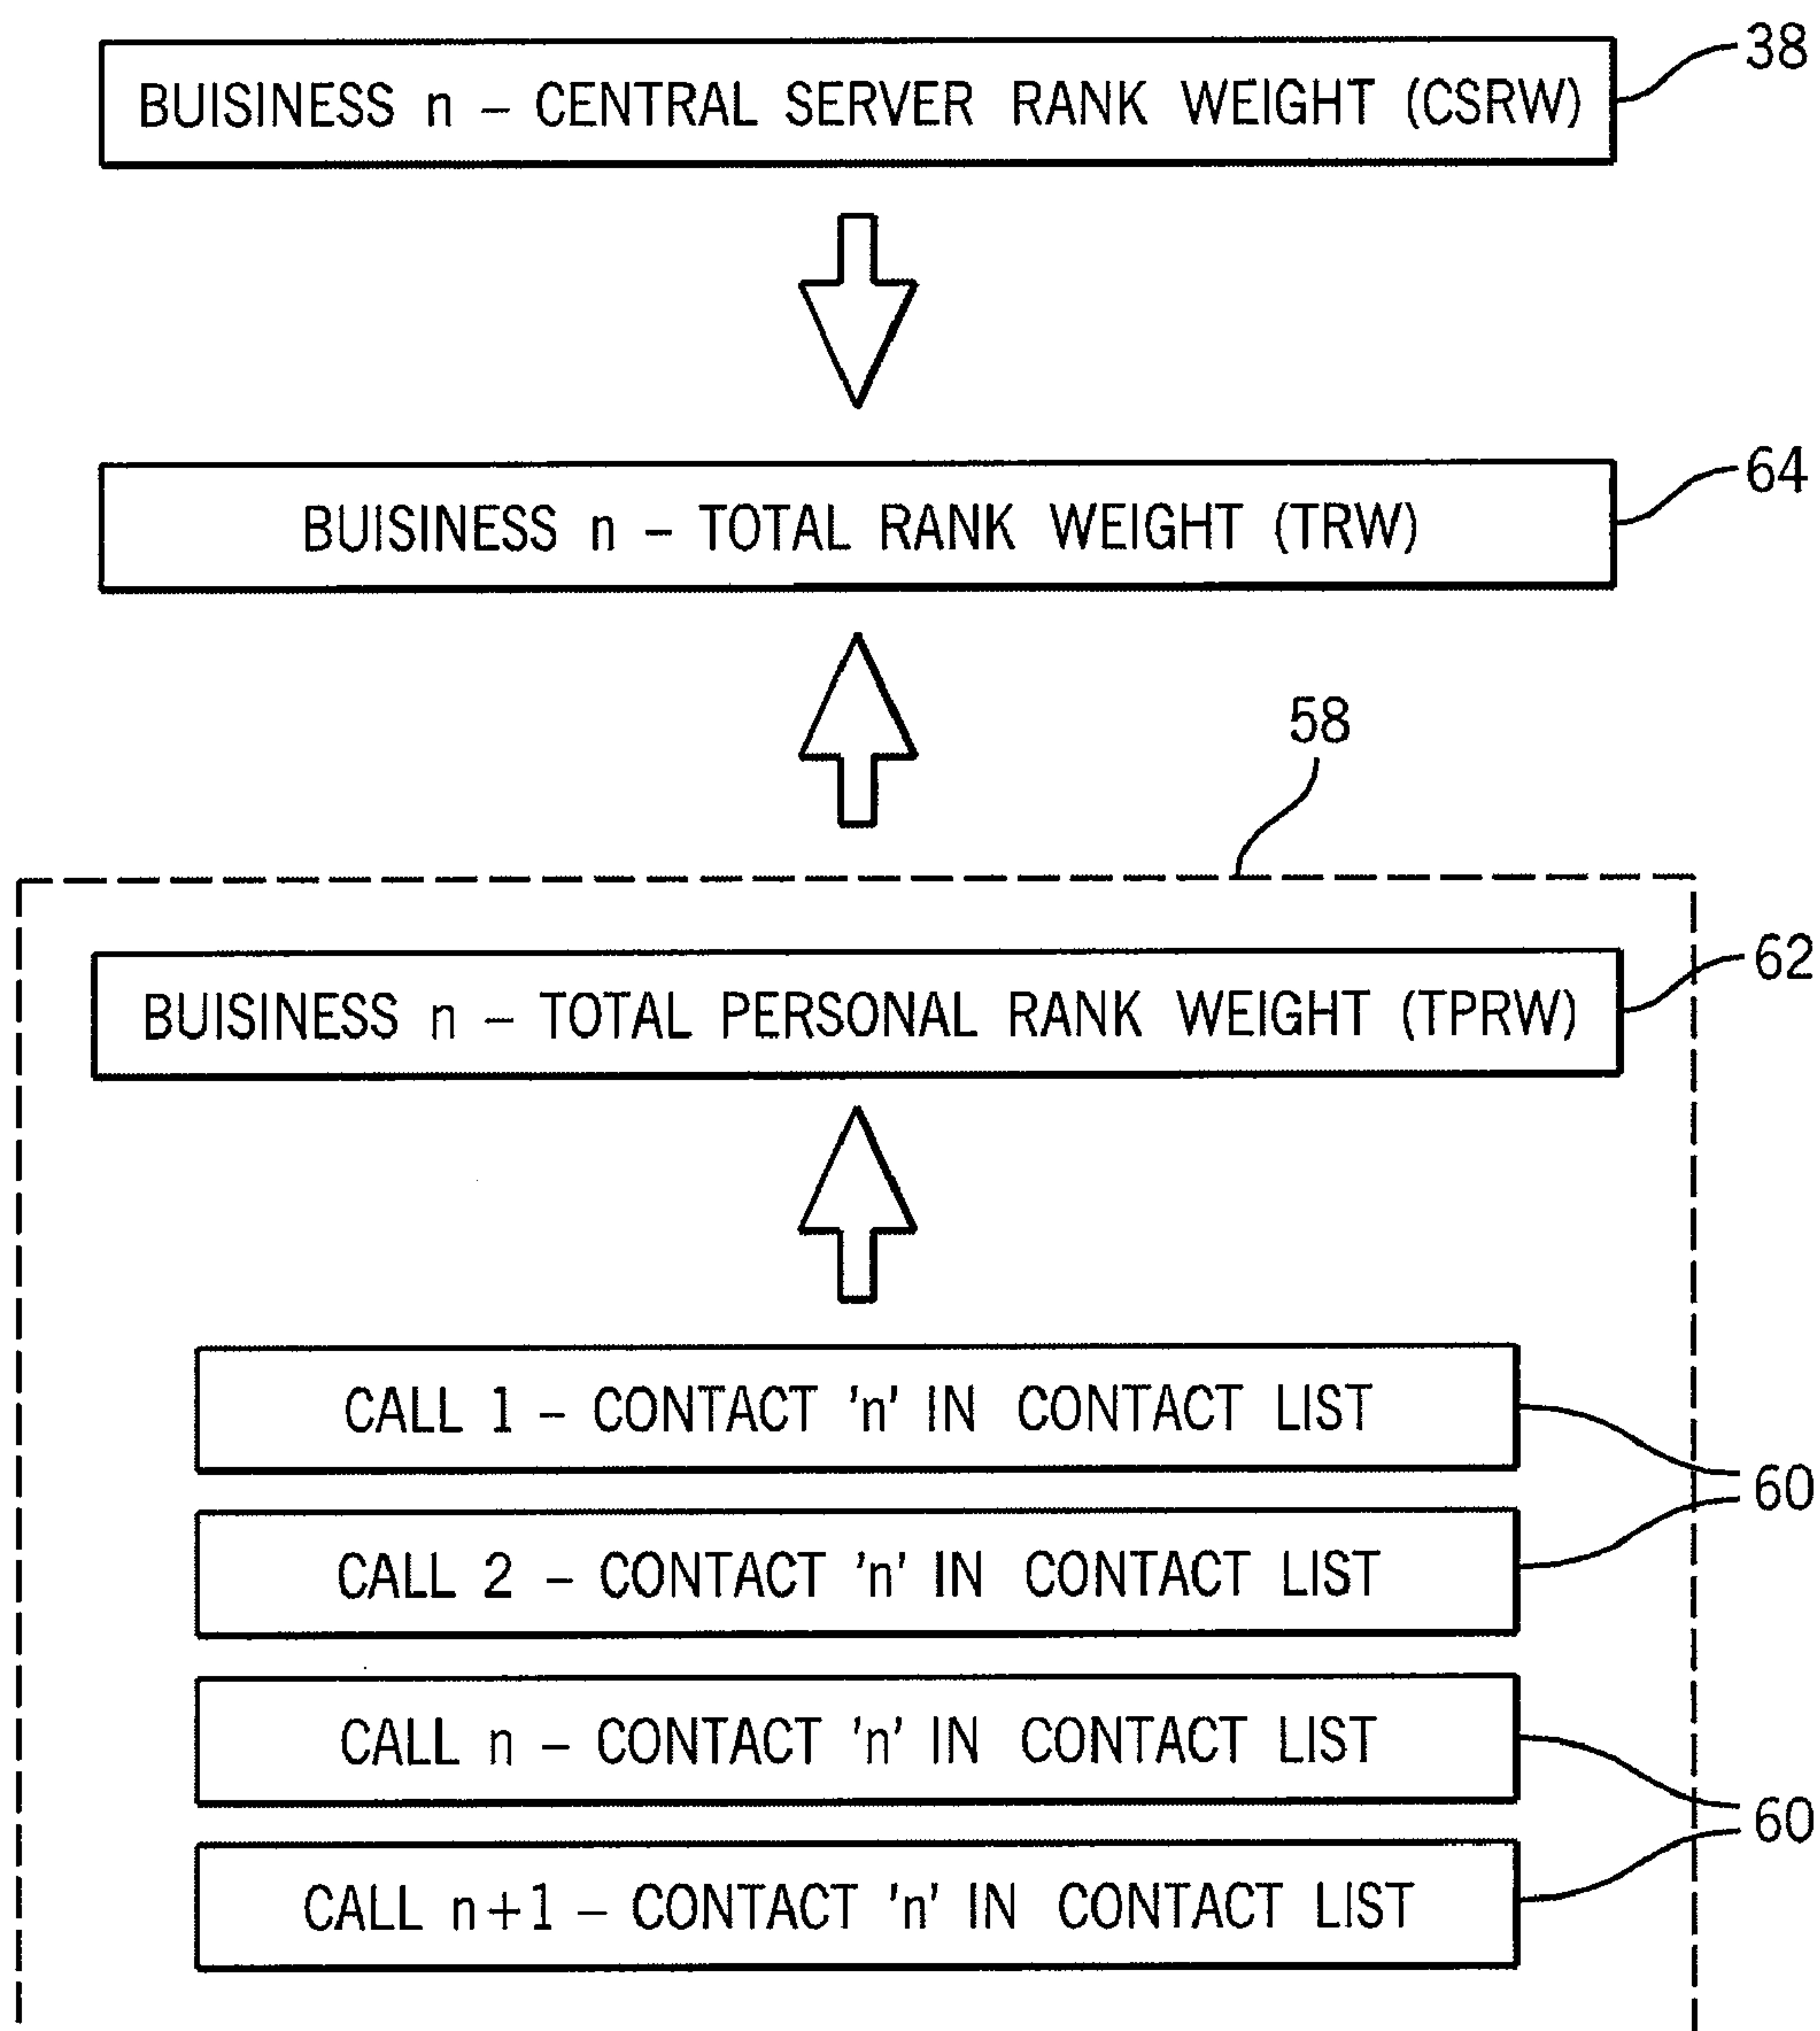 BUISINESS n – CENTRAL SERVER RANK WEIGHT (CSRW)
38
BUISINESS n – TOTAL RANK WEIGHT (TRW)
64
58
BUISINESS n – TOTAL PERSONAL RANK WEIGHT (TPRW)
62
CALL 1 – CONTACT 'n' IN CONTACT LIST
60
CALL 2 – CONTACT 'n' IN CONTACT LIST
CALL n – CONTACT 'n' IN CONTACT LIST
60
CALL n+1 – CONTACT 'n' IN CONTACT LIST